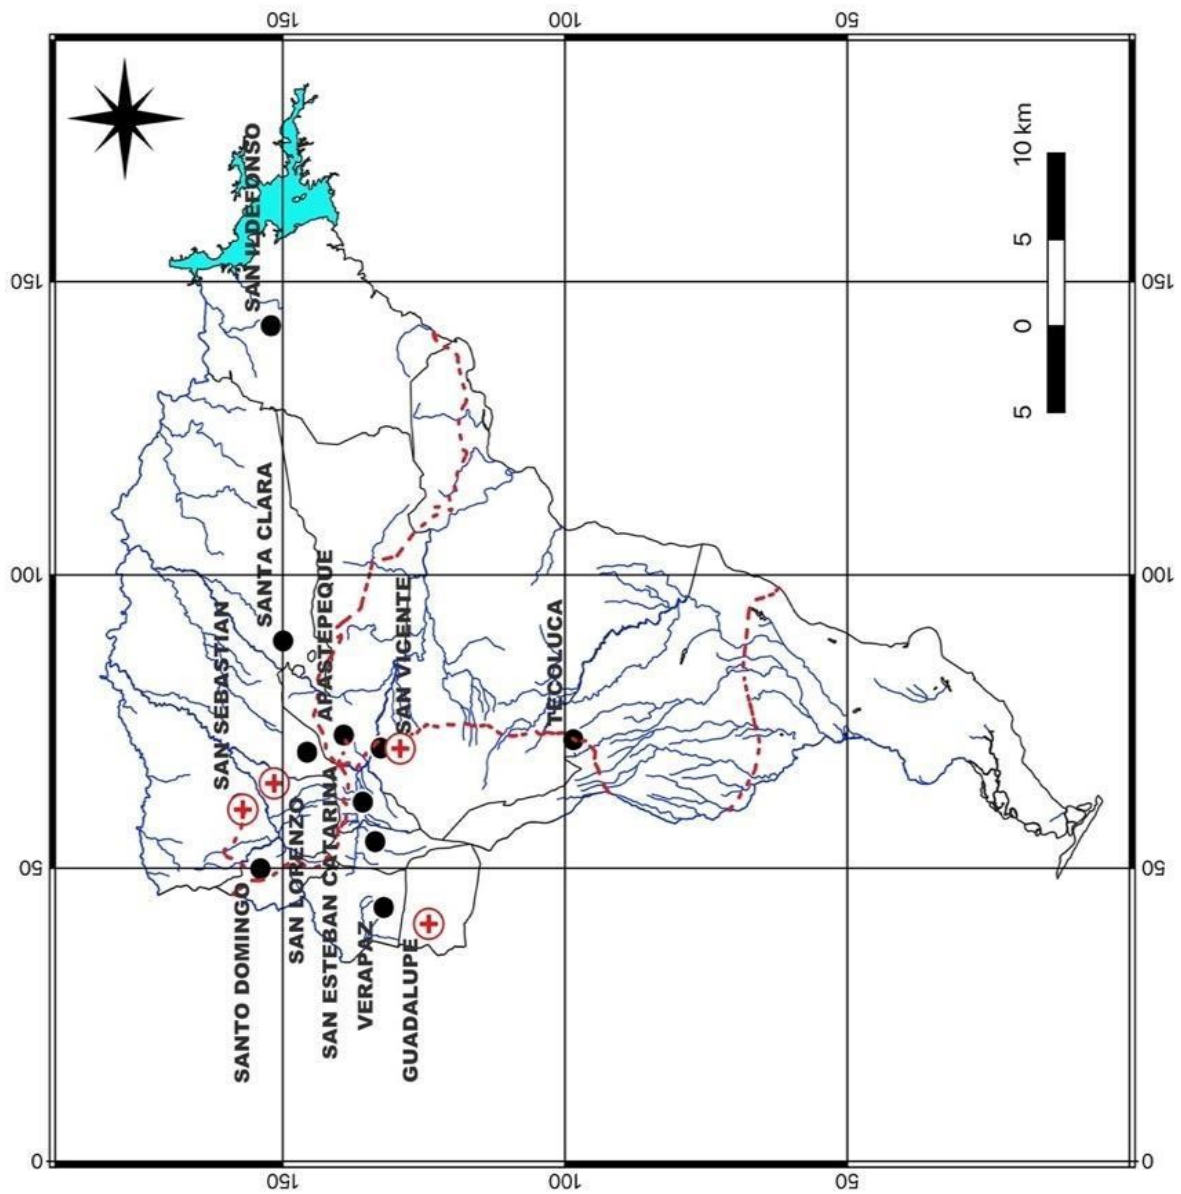 150
100
50
SAN ILDEFONSO
10 km
5
0
5
150
150
SANTA CLARA
100
100
APASTEPEQUE
SAN VICENTE
SAN SEBASTIAN
TECOLUCA
SAN LORENZO
SAN ESTEBAN CATARINA
50
50
SANTO DOMINGO
VERAPAZ
GUADALUPE
0
0
150
100
50